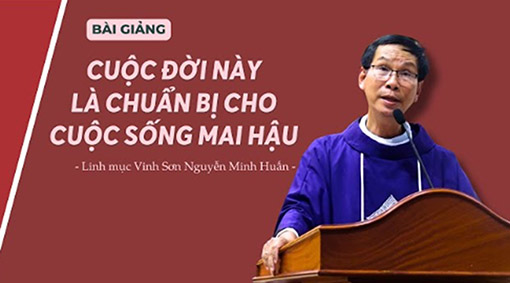 BÀI GIẢNG
CUỘC ĐỜI NÀY
LÀ CHUẨN BỊ CHO
CUỘC SỐNG MAI HẬU
- Linh mục Vinh Sơn Nguyễn Minh Huấn -